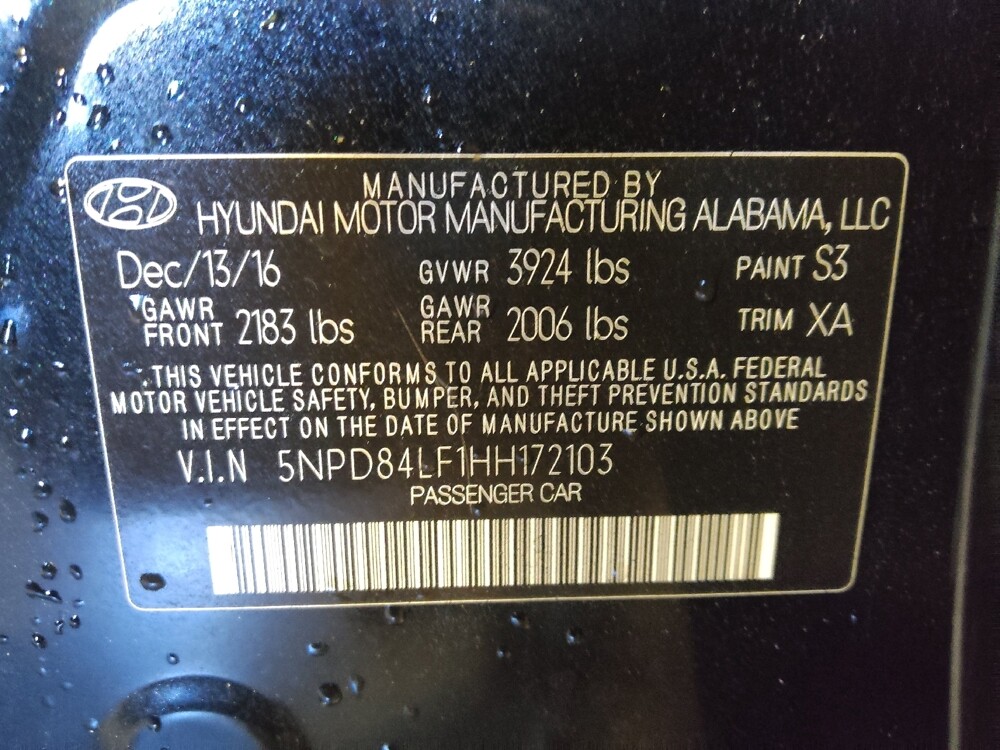 MANUFACTURED BY
HYUNDAI MOTOR MANUFACTURING ALABAMA, LLC
Dec/13/16 GVWR 3924 lbs PAINT S3
GAWR FRONT 2183 lbs GAWR REAR 2006 lbs TRIM XA
THIS VEHICLE CONFORMS TO ALL APPLICABLE U.S.A. FEDERAL
MOTOR VEHICLE SAFETY, BUMPER, AND THEFT PREVENTION STANDARDS
IN EFFECT ON THE DATE OF MANUFACTURE SHOWN ABOVE
V.I.N 5NPD84LF1HH172103
PASSENGER CAR